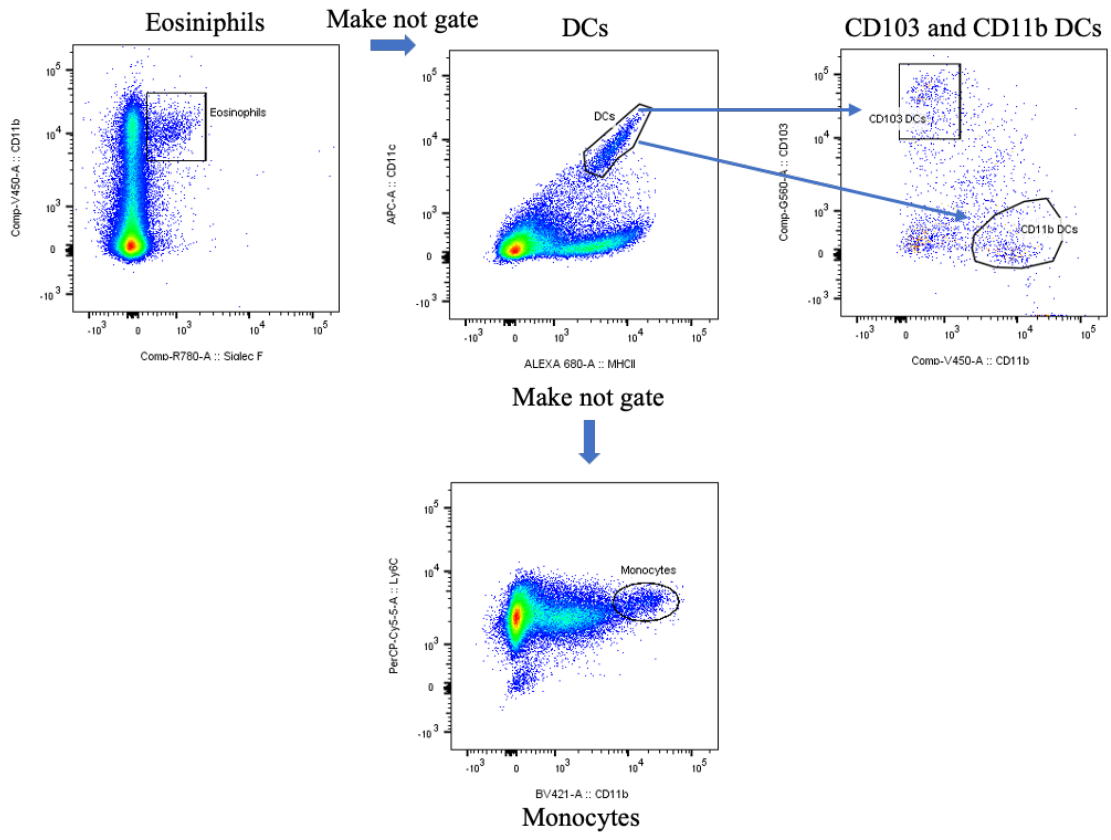 Eosiniphils
Make not gate
DCs
CD103 and CD11b DCs
Comp-V450-A :: CD11b
10^5
10^4
10^3
0
-10^3
Eosinophils
-10^3 0 10^3 10^4 10^5
Comp-R780-A :: Siglec F
APC-A :: CD11c
10^5
10^4
10^3
0
-10^3
DCs
-10^3 0 10^3 10^4 10^5
ALEXA 680-A :: MHCII
Comp-G560-A :: CD103
10^5
10^4
10^3
0
-10^3
CD103 DCs
CD11b DCs
-10^3 0 10^3 10^4 10^5
Comp-V450-A :: CD11b
Make not gate
PerCP-Cy5-5-A :: Ly6C
10^5
10^4
10^3
0
-10^3
Monocytes
-10^3 0 10^3 10^4 10^5
BV421-A :: CD11b
Monocytes